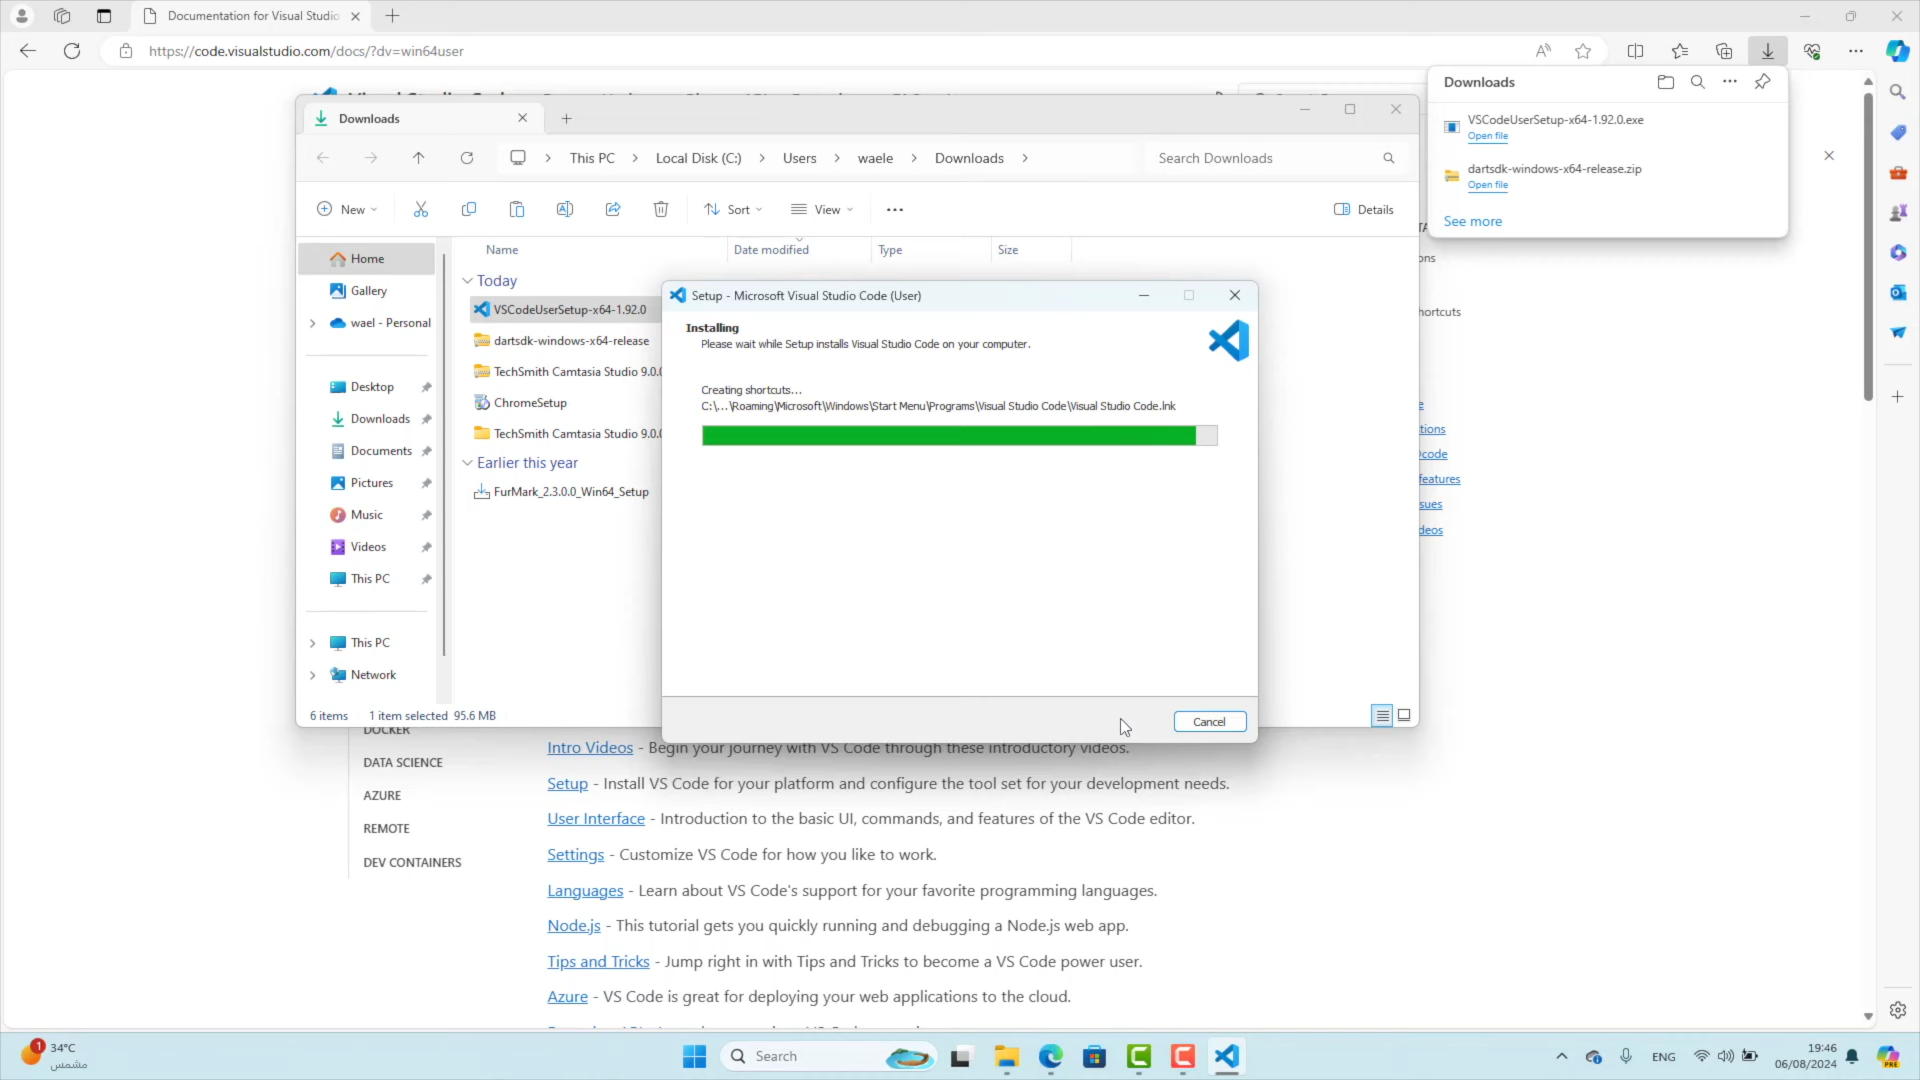 Documentation for Visual Studio
https://code.visualstudio.com/docs/?dv=win64user
Downloads
VSCodeUserSetup-x64-1.92.0.exe
Open file
dartsdk-windows-x64-release.zip
Open file
See more
Downloads
This PC
Local Disk (C:)
Users
waele
Downloads
Search Downloads
New
Sort
View
Details
Name
Date modified
Type
Size
Home
Gallery
wael - Personal
Desktop
Downloads
Documents
Pictures
Music
Videos
This PC
This PC
Network
Today
VSCodeUserSetup-x64-1.92.0
dartsdk-windows-x64-release
TechSmith Camtasia Studio 9.0.0
ChromeSetup
TechSmith Camtasia Studio 9.0.0
Earlier this year
FurMark_2.3.0.0_Win64_Setup
6 items
1 item selected 95.6 MB
Setup - Microsoft Visual Studio Code (User)
Installing
Please wait while Setup installs Visual Studio Code on your computer.
Creating shortcuts...
C:\...\Roaming\Microsoft\Windows\Start Menu\Programs\Visual Studio Code\Visual Studio Code.lnk
Cancel
DOCKER
DATA SCIENCE
AZURE
REMOTE
DEV CONTAINERS
Intro Videos - Begin your journey with VS Code through these introductory videos.
Setup - Install VS Code for your platform and configure the tool set for your development needs.
User Interface - Introduction to the basic UI, commands, and features of the VS Code editor.
Settings - Customize VS Code for how you like to work.
Languages - Learn about VS Code's support for your favorite programming languages.
Node.js - This tutorial gets you quickly running and debugging a Node.js web app.
Tips and Tricks - Jump right in with Tips and Tricks to become a VS Code power user.
Azure - VS Code is great for deploying your web applications to the cloud.
ons
hortcuts
tions
code
features
sues
deos
1
34°C
مشمس
Search
ENG
19:46
06/08/2024
PRE